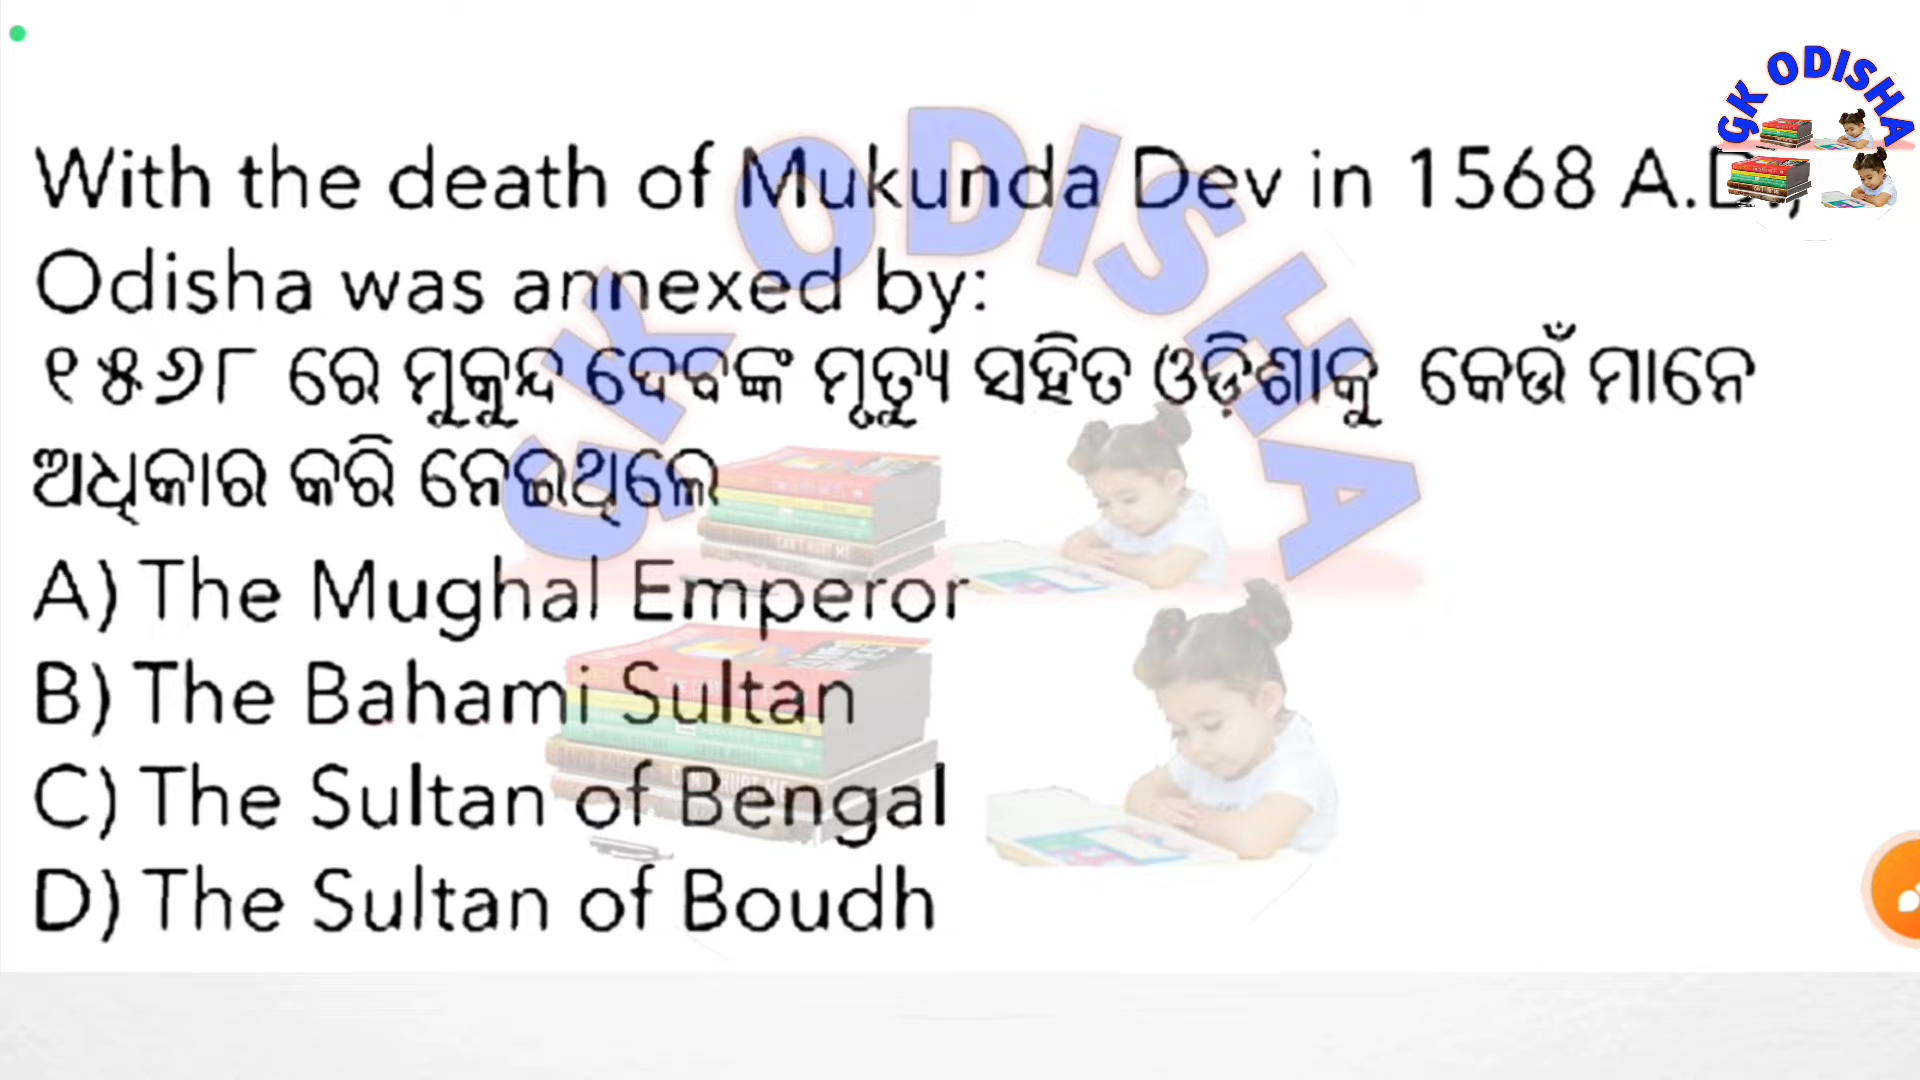 GK ODISHA
With the death of Mukunda Dev in 1568 A.D.,
Odisha was annexed by:
୧୫୬୮ ରେ ମୁକୁନ୍ଦ ଦେବଙ୍କ ମୃତ୍ୟୁ ସହିତ ଓଡ଼ିଶାକୁ କେଉଁ ମାନେ
ଅଧିକାର କରି ନେଇଥିଲେ
A) The Mughal Emperor
B) The Bahami Sultan
C) The Sultan of Bengal
D) The Sultan of Boudh
GK ODISHA